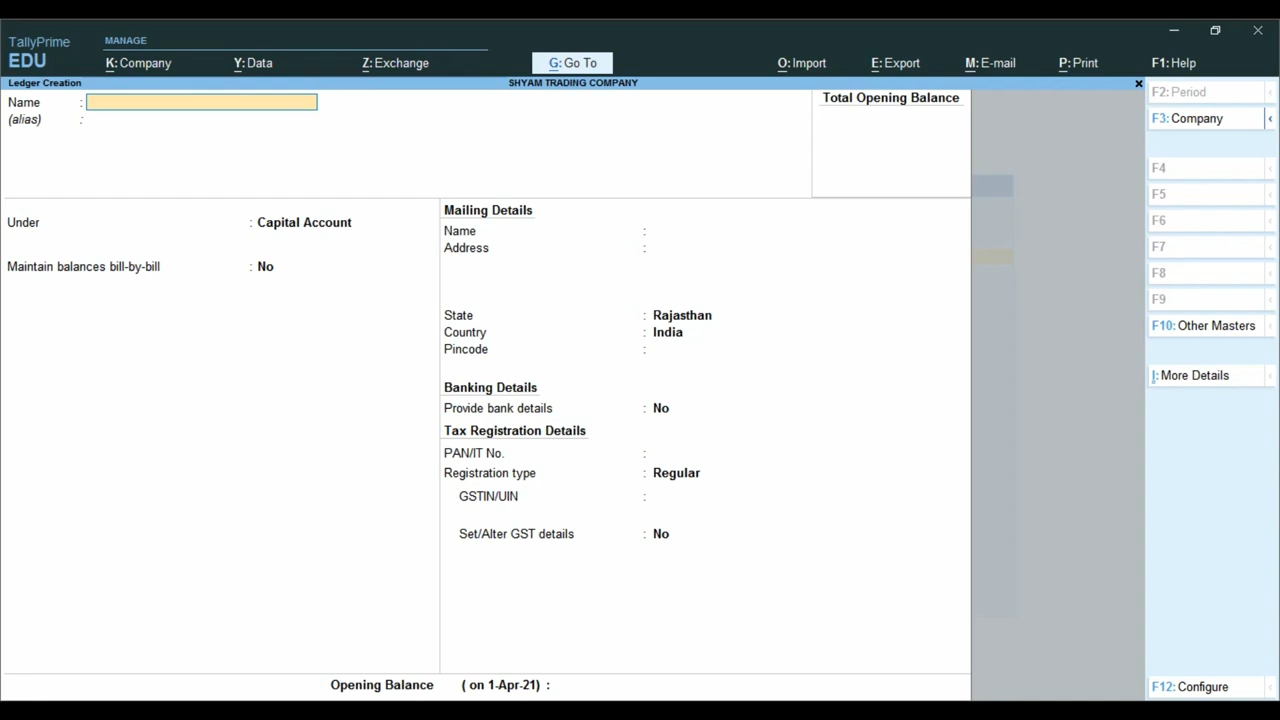 TallyPrime
EDU
MANAGE
K: Company
Y: Data
Z: Exchange
G: Go To
O: Import
E: Export
M: E-mail
P: Print
F1: Help
Ledger Creation
SHYAM TRADING COMPANY
Name :
(alias) :
Total Opening Balance
Under : Capital Account
Maintain balances bill-by-bill : No
Mailing Details
Name :
Address :
State : Rajasthan
Country : India
Pincode :
Banking Details
Provide bank details : No
Tax Registration Details
PAN/IT No. :
Registration type : Regular
GSTIN/UIN :
Set/Alter GST details : No
Opening Balance ( on 1-Apr-21) :
F2: Period
F3: Company
F4
F5
F6
F7
F8
F9
F10: Other Masters
I: More Details
F12: Configure